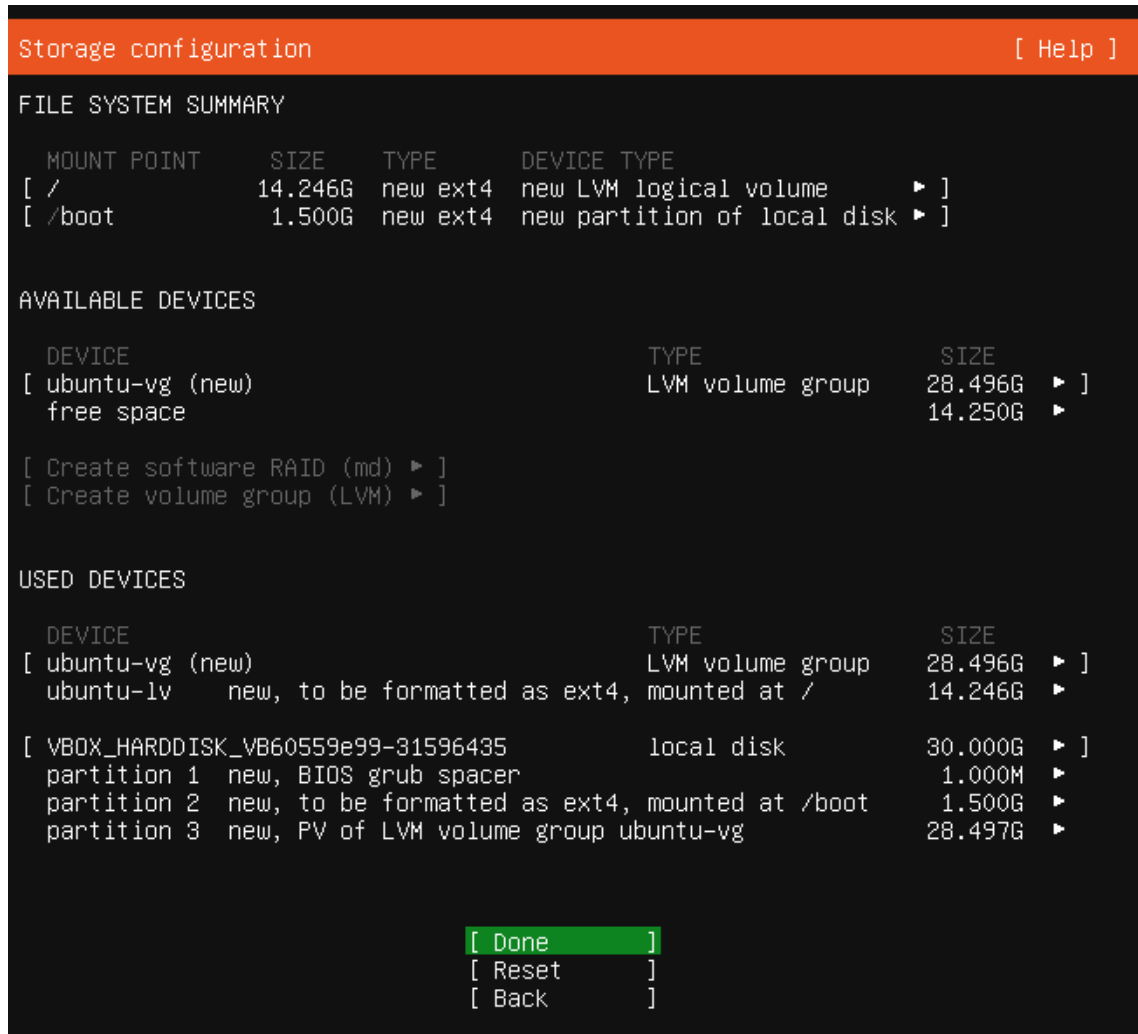 Storage configuration [ Help ]
FILE SYSTEM SUMMARY
MOUNT POINT SIZE TYPE DEVICE TYPE
[ / 14.246G new ext4 new LVM logical volume ▸ ]
[ /boot 1.500G new ext4 new partition of local disk ▸ ]
AVAILABLE DEVICES
DEVICE TYPE SIZE
[ ubuntu-vg (new) LVM volume group 28.496G ▸ ]
free space 14.250G ▸
[ Create software RAID (md) ▸ ]
[ Create volume group (LVM) ▸ ]
USED DEVICES
DEVICE TYPE SIZE
[ ubuntu-vg (new) LVM volume group 28.496G ▸ ]
ubuntu-lv new, to be formatted as ext4, mounted at / 14.246G ▸
[ VBOX_HARDDISK_VB60559e99-31596435 local disk 30.000G ▸ ]
partition 1 new, BIOS grub spacer 1.000M ▸
partition 2 new, to be formatted as ext4, mounted at /boot 1.500G ▸
partition 3 new, PV of LVM volume group ubuntu-vg 28.497G ▸
[ Done ]
[ Reset ]
[ Back ]